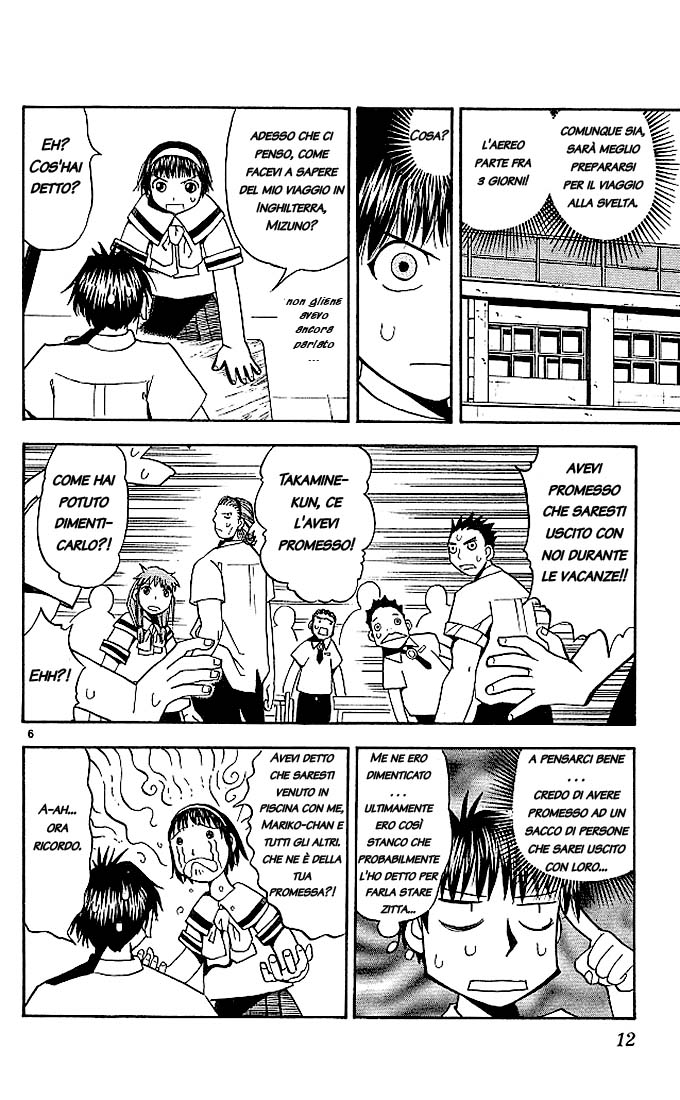 COMUNQUE SIA,
SARÀ MEGLIO
PREPARARSI
PER IL VIAGGIO
ALLA SVELTA.
L'AEREO
PARTE FRA
3 GIORNI!
COSA?
ADESSO CHE CI
PENSO, COME
FACEVI A SAPERE
DEL MIO VIAGGIO IN
INGHILTERRA,
MIZUNO?
non gliene
avevo
ancora
parlato
...
EH?
COS'HAI
DETTO?
AVEVI
PROMESSO
CHE SARESTI
USCITO CON
NOI DURANTE
LE VACANZE!!
TAKAMINE-
KUN, CE
L'AVEVI
PROMESSO!
COME HAI
POTUTO
DIMENTI-
CARLO?!
EHH?!
6
A PENSARCI BENE
...
CREDO DI AVERE
PROMESSO AD UN
SACCO DI PERSONE
CHE SAREI USCITO
CON LORO...
ME NE ERO
DIMENTICATO
...
ULTIMAMENTE
ERO COSÌ
STANCO CHE
PROBABILMENTE
L'HO DETTO PER
FARLA STARE
ZITTA...
AVEVI DETTO
CHE SARESTI
VENUTO IN
PISCINA CON ME,
MARIKO-CHAN E
TUTTI GLI ALTRI.
CHE NE È DELLA
TUA
PROMESSA?!
A-AH...
ORA
RICORDO.
12